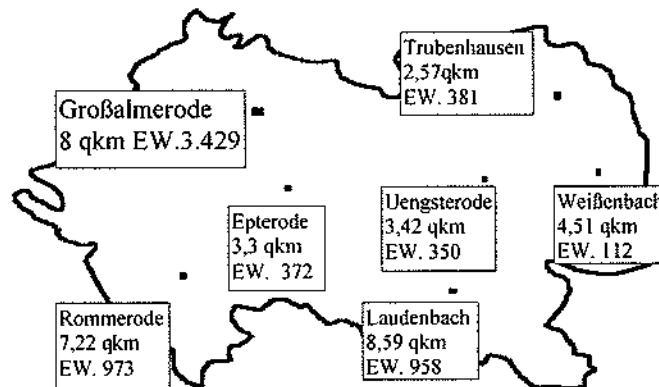 Trubenhausen
2,57qkm
EW. 381
Großalmerode
8 qkm EW.3.429
Epterode
3,3 qkm
EW. 372
Uengsterode
3,42 qkm
EW. 350
Weißenbach
4,51 qkm
EW. 112
Rommerode
7,22 qkm
EW. 973
Laudenbach
8,59 qkm
EW. 958